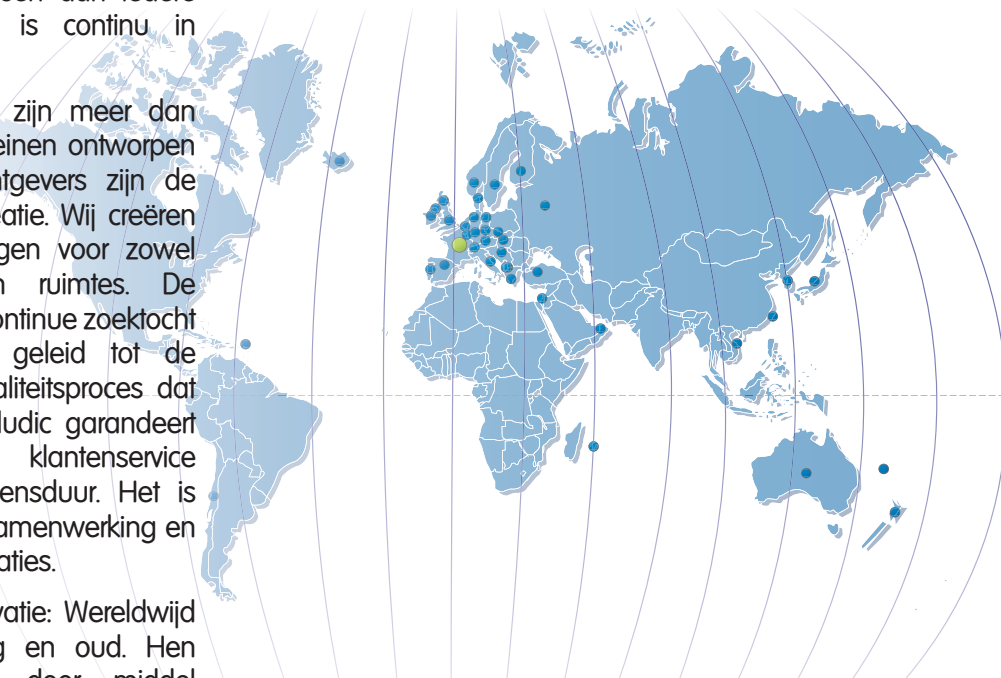 is continu in
zijn meer dan
einen ontworpen
tgevers zijn de
atie. Wij creëren
gen voor zowel
ruimtes. De
ontinue zoektocht
geleid tot de
aliteitsproces dat
ludic garandeert
klantenservice
ensduur. Het is
amenwerking en
aties.
vatie: Wereldwijd
g en oud. Hen
door middel